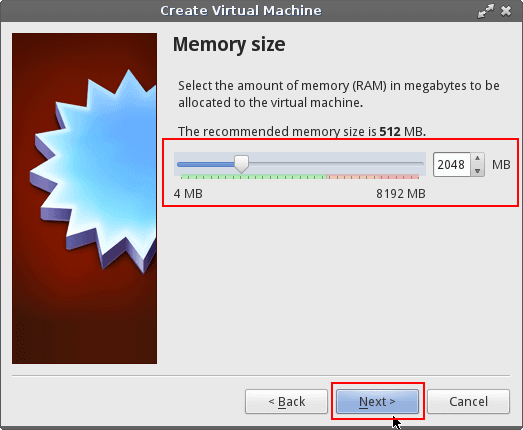 Create Virtual Machine
Memory size
Select the amount of memory (RAM) in megabytes to be
allocated to the virtual machine.
The recommended memory size is 512 MB.
2048 MB
4 MB 8192 MB
< Back Next > Cancel